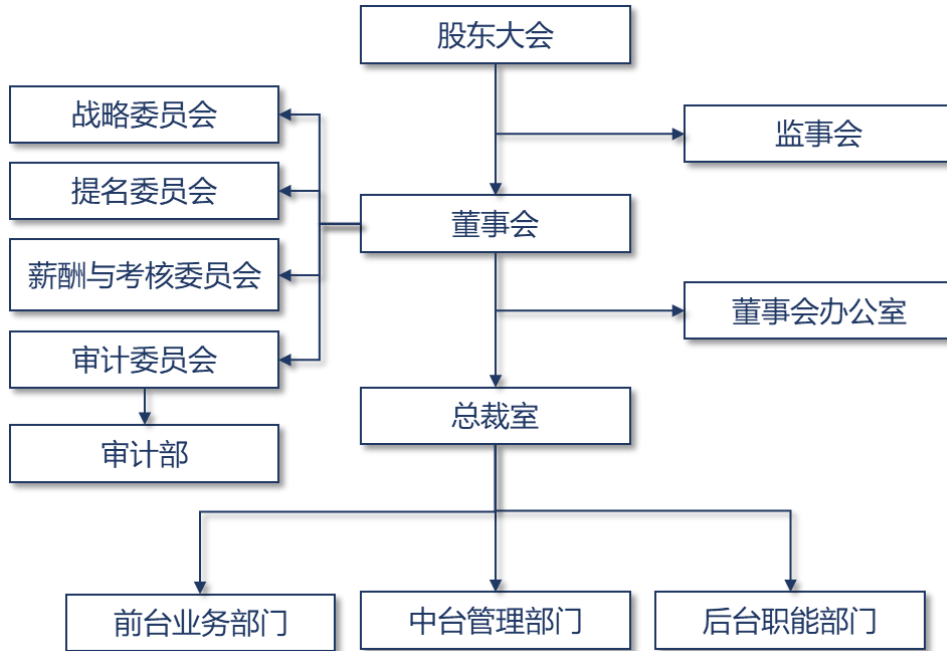 股东大会
战略委员会
监事会
提名委员会
董事会
薪酬与考核委员会
董事会办公室
审计委员会
总裁室
审计部
前台业务部门
中台管理部门
后台职能部门